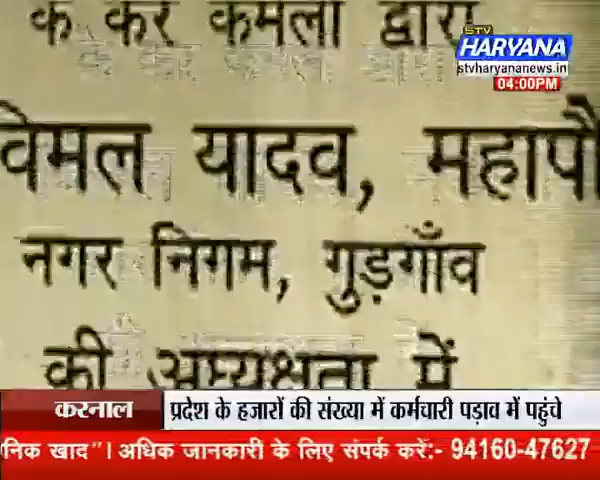 के कर कमलों द्वारा
STV
HARYANA
stvharyananews.in
04:00PM
विमल यादव, महापौ
नगर निगम, गुड़गाँव
की अध्यक्षता में
करनाल
प्रदेश के हजारों की संख्या में कर्मचारी पड़ाव में पहुंचे
निक खाद”। अधिक जानकारी के लिए संपर्क करें:- 94160-47627